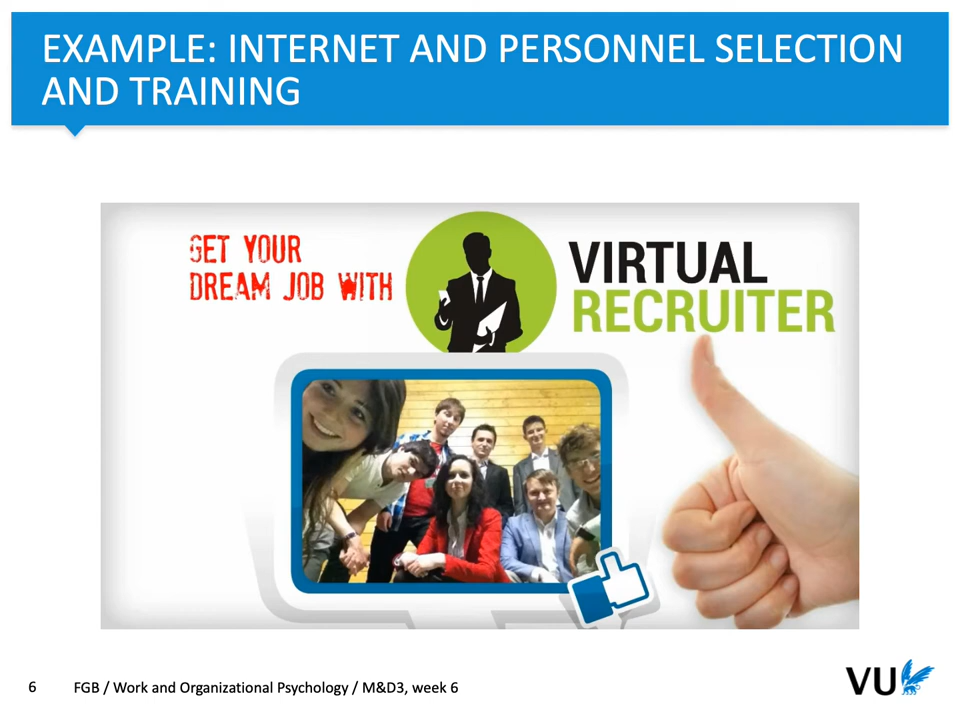 EXAMPLE: INTERNET AND PERSONNEL SELECTION
AND TRAINING
GET YOUR
DREAM JOB WITH
VIRTUAL
RECRUITER
6 FGB / Work and Organizational Psychology / M&D3, week 6
VU